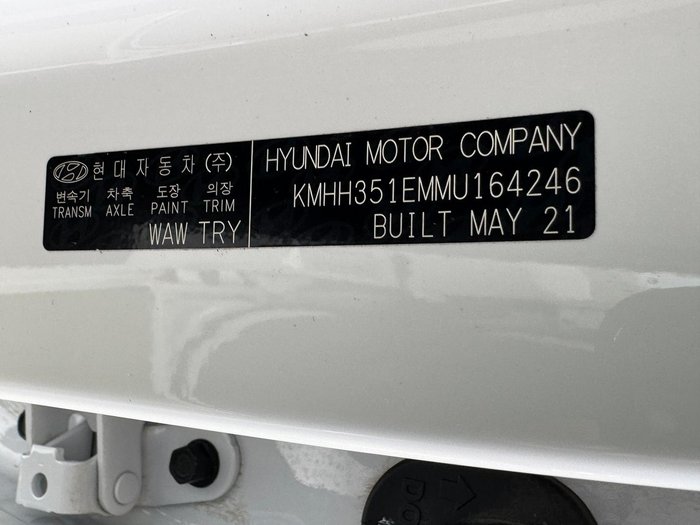 현대자동차(주)
변속기 차축 도장 의장
TRANSM AXLE PAINT TRIM
WAW TRY
HYUNDAI MOTOR COMPANY
KMHH351EMMU164246
BUILT MAY 21